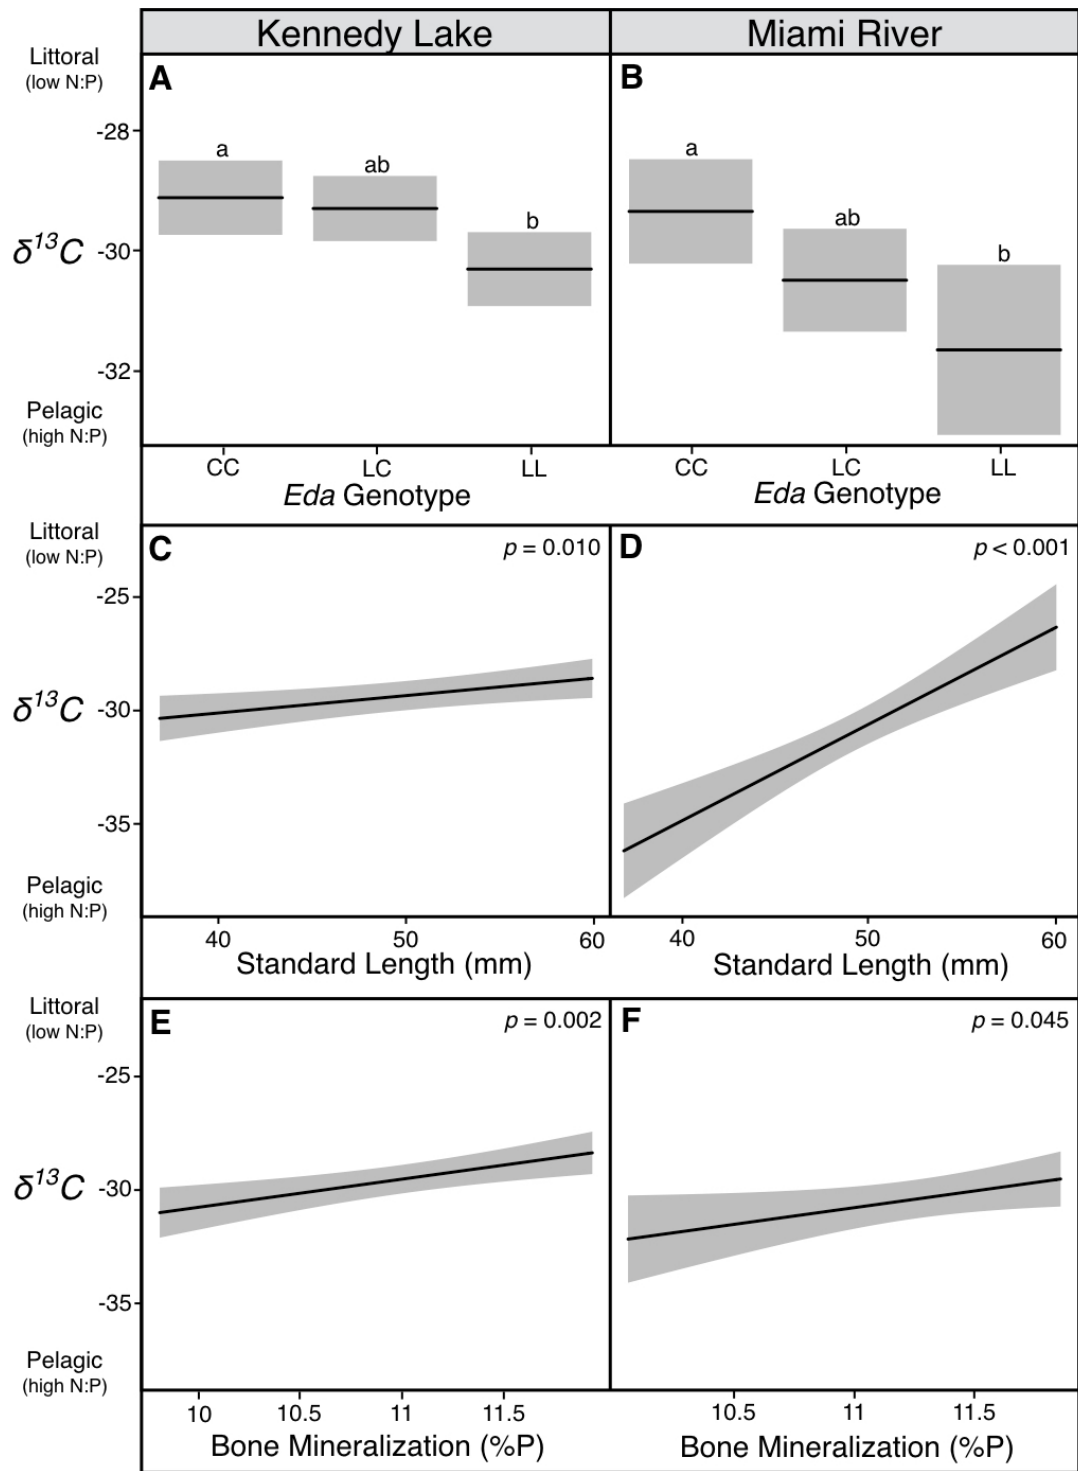 Kennedy Lake Miami River
Littoral
(low N:P)
A B
-28
a a
ab
b ab
δ13C -30
b
-32
Pelagic
(high N:P)
CC LC LL CC LC LL
Eda Genotype Eda Genotype
Littoral
(low N:P)
C p = 0.010 D p < 0.001
-25
δ13C -30
-35
Pelagic
(high N:P)
40 50 60 40 50 60
Standard Length (mm) Standard Length (mm)
Littoral
(low N:P)
E p = 0.002 F p = 0.045
-25
δ13C -30
-35
Pelagic
(high N:P)
10 10.5 11 11.5 10.5 11 11.5
Bone Mineralization (%P) Bone Mineralization (%P)